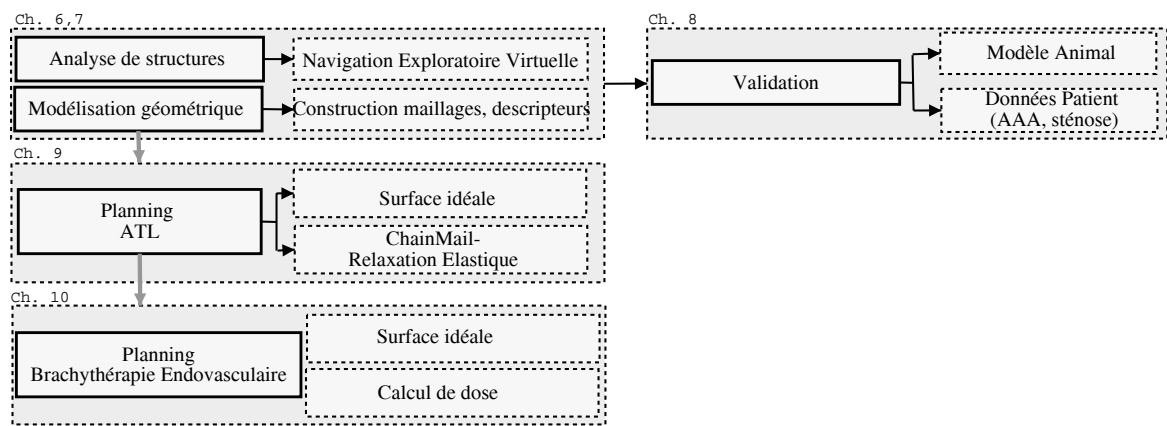 Ch. 6,7
Analyse de structures
Navigation Exploratoire Virtuelle
Modélisation géométrique
Construction maillages, descripteurs
Ch. 8
Validation
Modèle Animal
Données Patient
(AAA, sténose)
Ch. 9
Planning
ATL
Surface idéale
ChainMail-
Relaxation Elastique
Ch. 10
Planning
Brachythérapie Endovasculaire
Surface idéale
Calcul de dose